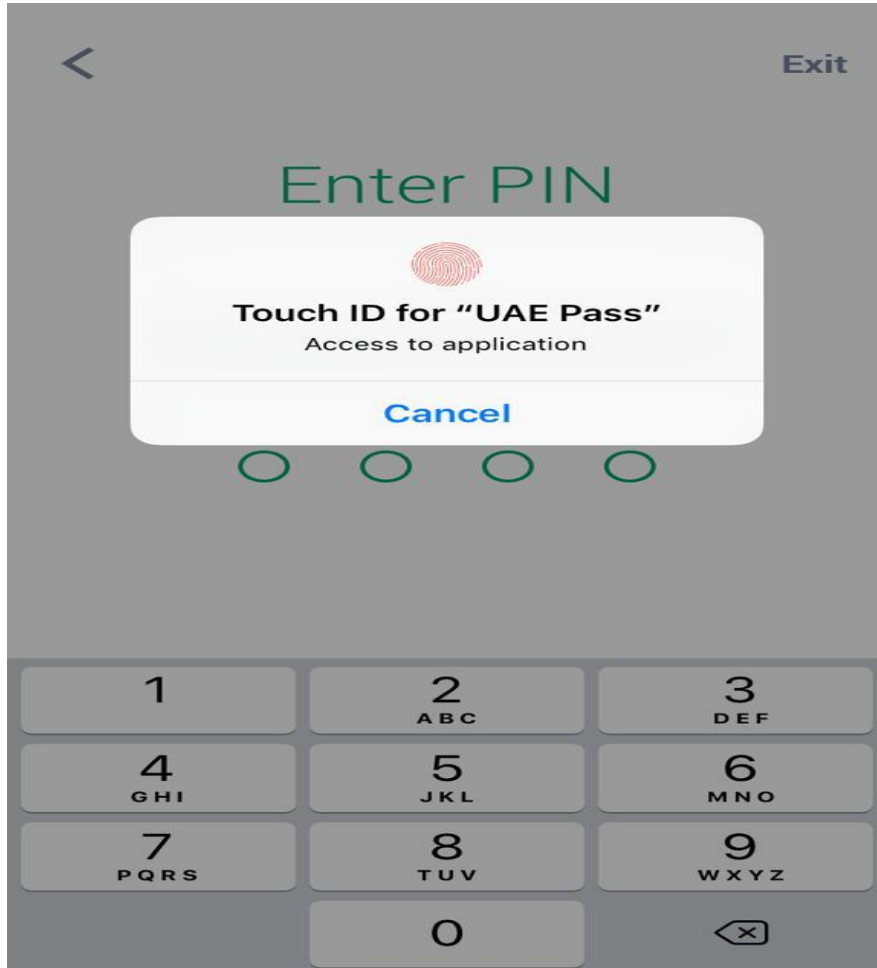 Exit
Enter PIN
Touch ID for “UAE Pass”
Access to application
Cancel
1 2 3
ABC DEF
4 5 6
GHI JKL MNO
7 8 9
PQRS TUV WXYZ
0